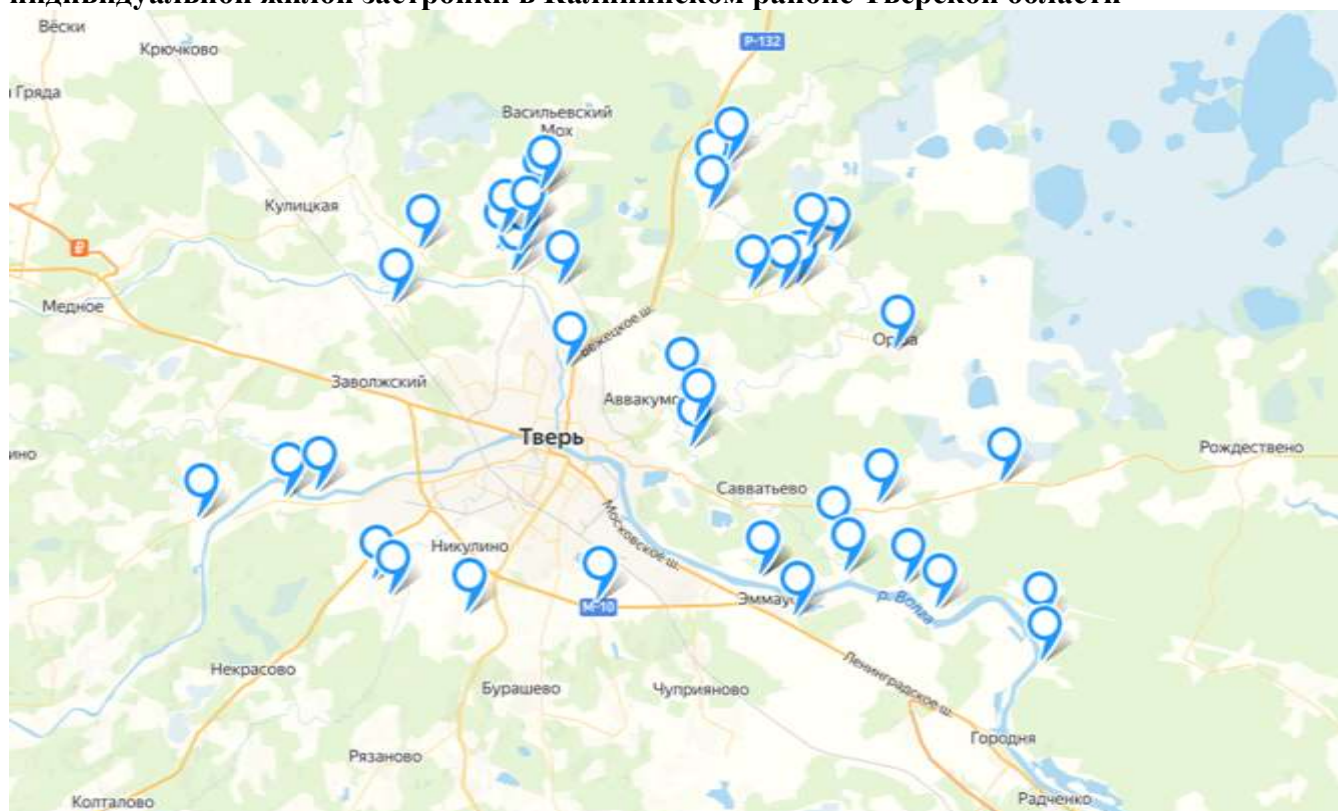 индивидуальной жилой застройки в Калининском районе Тверской области
Вёски
Крючково
Р-132
Гряда
Васильевский
Мох
Кулицкая
Медное
Заволжский
Аввакумо
Тверь
Рождествено
Савватьево
Московское ш.
Никулино
М-10
Эммаус
р. Волга
Некрасово
Бурашево
Чуприяново
Ленинградское ш.
Городня
Рязаново
Колталово
Радченко